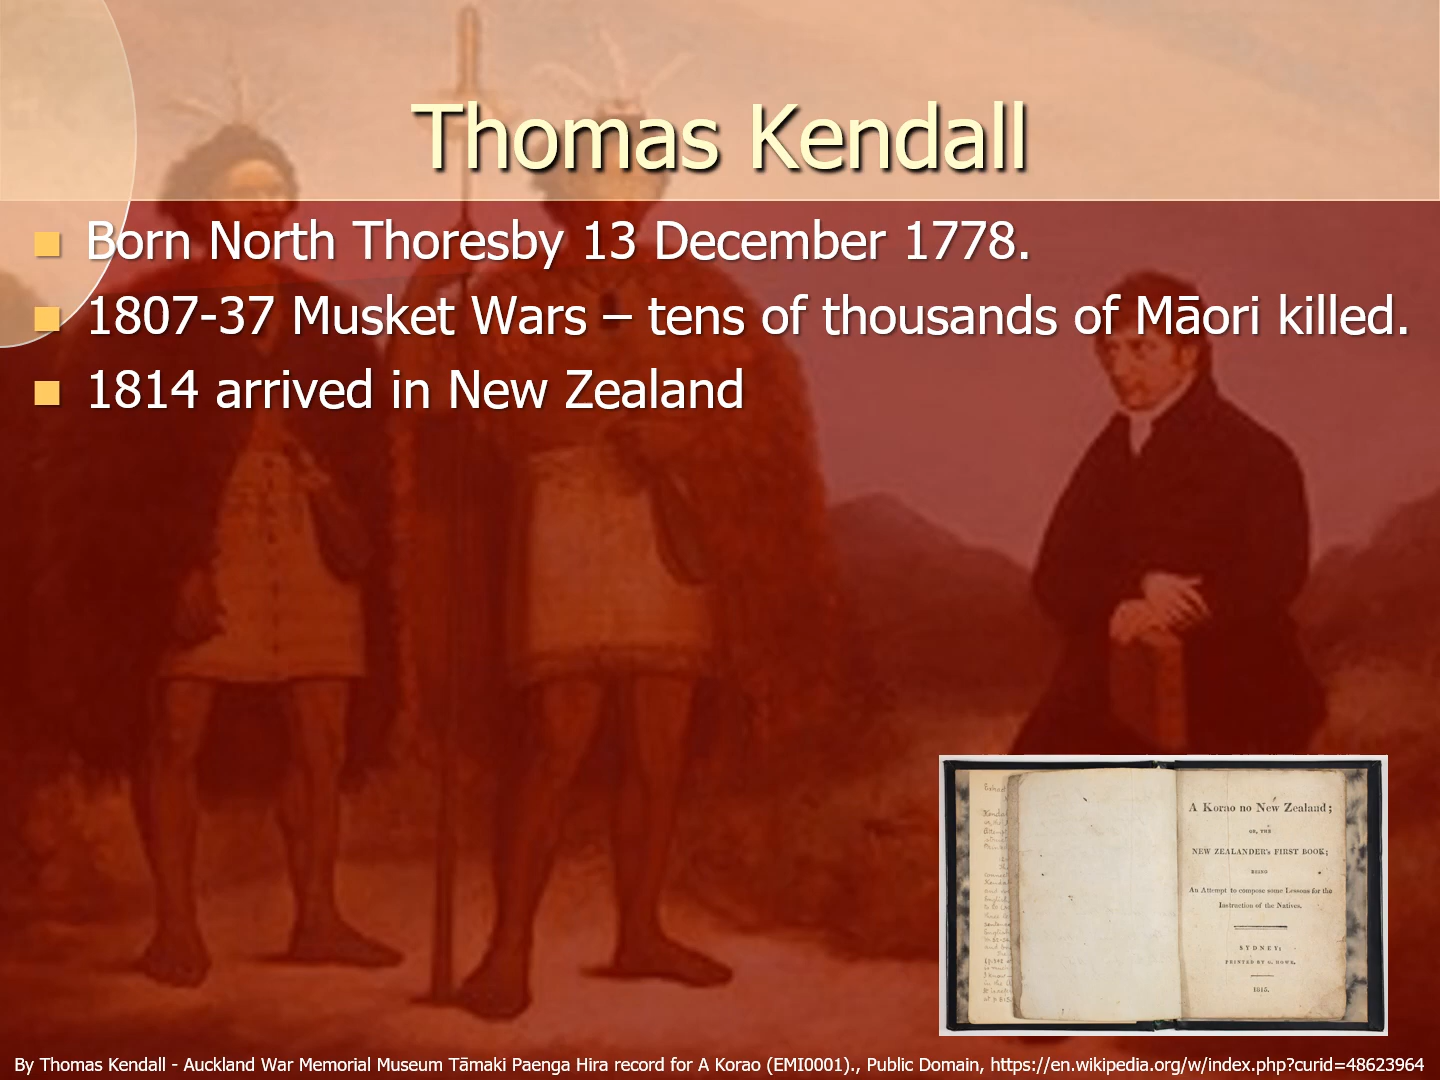 Thomas Kendall
Born North Thoresby 13 December 1778.
1807-37 Musket Wars – tens of thousands of Māori killed.
1814 arrived in New Zealand
A Korao no New Zealand;
OR, THE
NEW ZEALANDER's FIRST BOOK;
BEING
An Attempt to compose some Lessons for the
Instruction of the Natives.
SYDNEY:
PRINTED BY G. HOWE.
1815.
By Thomas Kendall - Auckland War Memorial Museum Tāmaki Paenga Hira record for A Korao (EMI0001)., Public Domain, https://en.wikipedia.org/w/index.php?curid=48623964